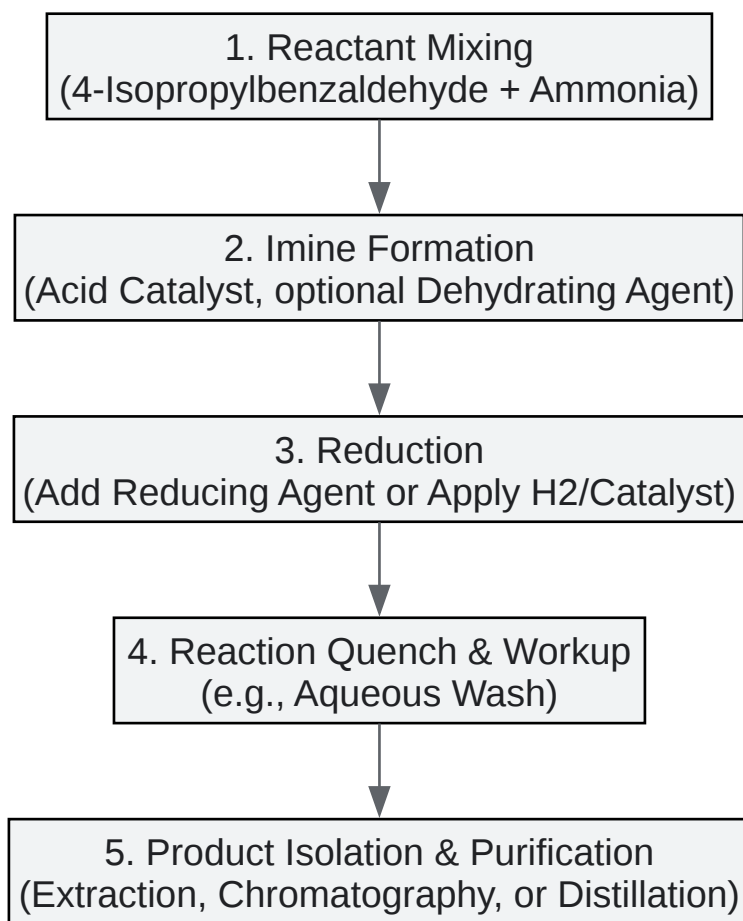 1. Reactant Mixing
(4-Isopropylbenzaldehyde + Ammonia)
2. Imine Formation
(Acid Catalyst, optional Dehydrating Agent)
3. Reduction
(Add Reducing Agent or Apply H2/Catalyst)
4. Reaction Quench & Workup
(e.g., Aqueous Wash)
5. Product Isolation & Purification
(Extraction, Chromatography, or Distillation)